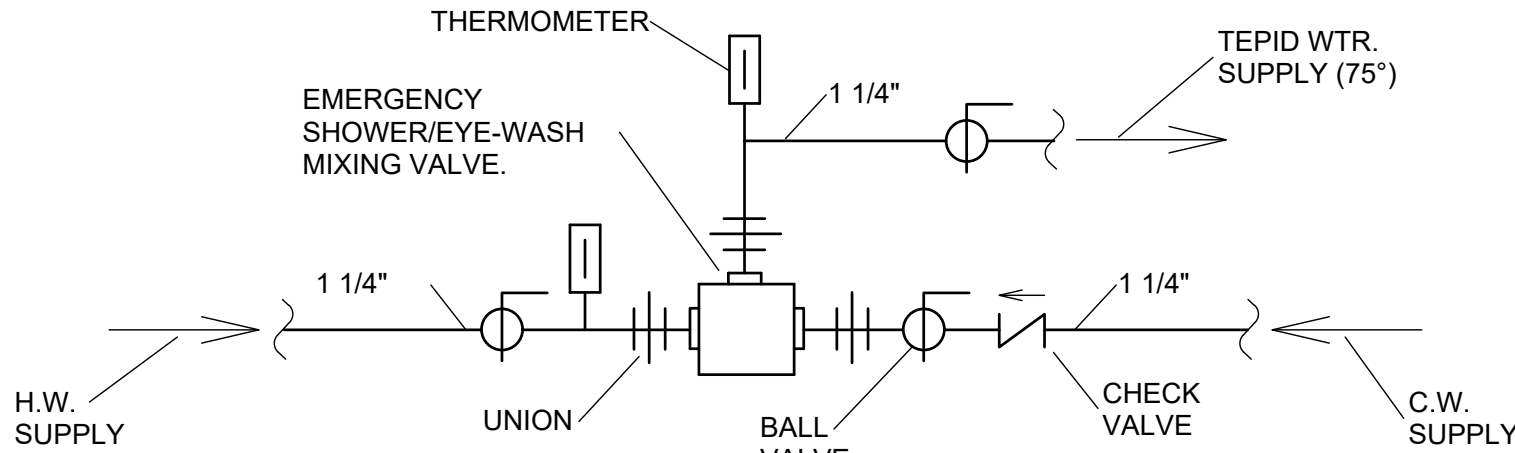 THERMOMETER
TEPID WTR.
SUPPLY (75°)
EMERGENCY
SHOWER/EYE-WASH
MIXING VALVE.
1 1/4"
1 1/4"
1 1/4"
H.W.
SUPPLY
UNION
BALL
VALVE
CHECK
VALVE
C.W.
SUPPLY